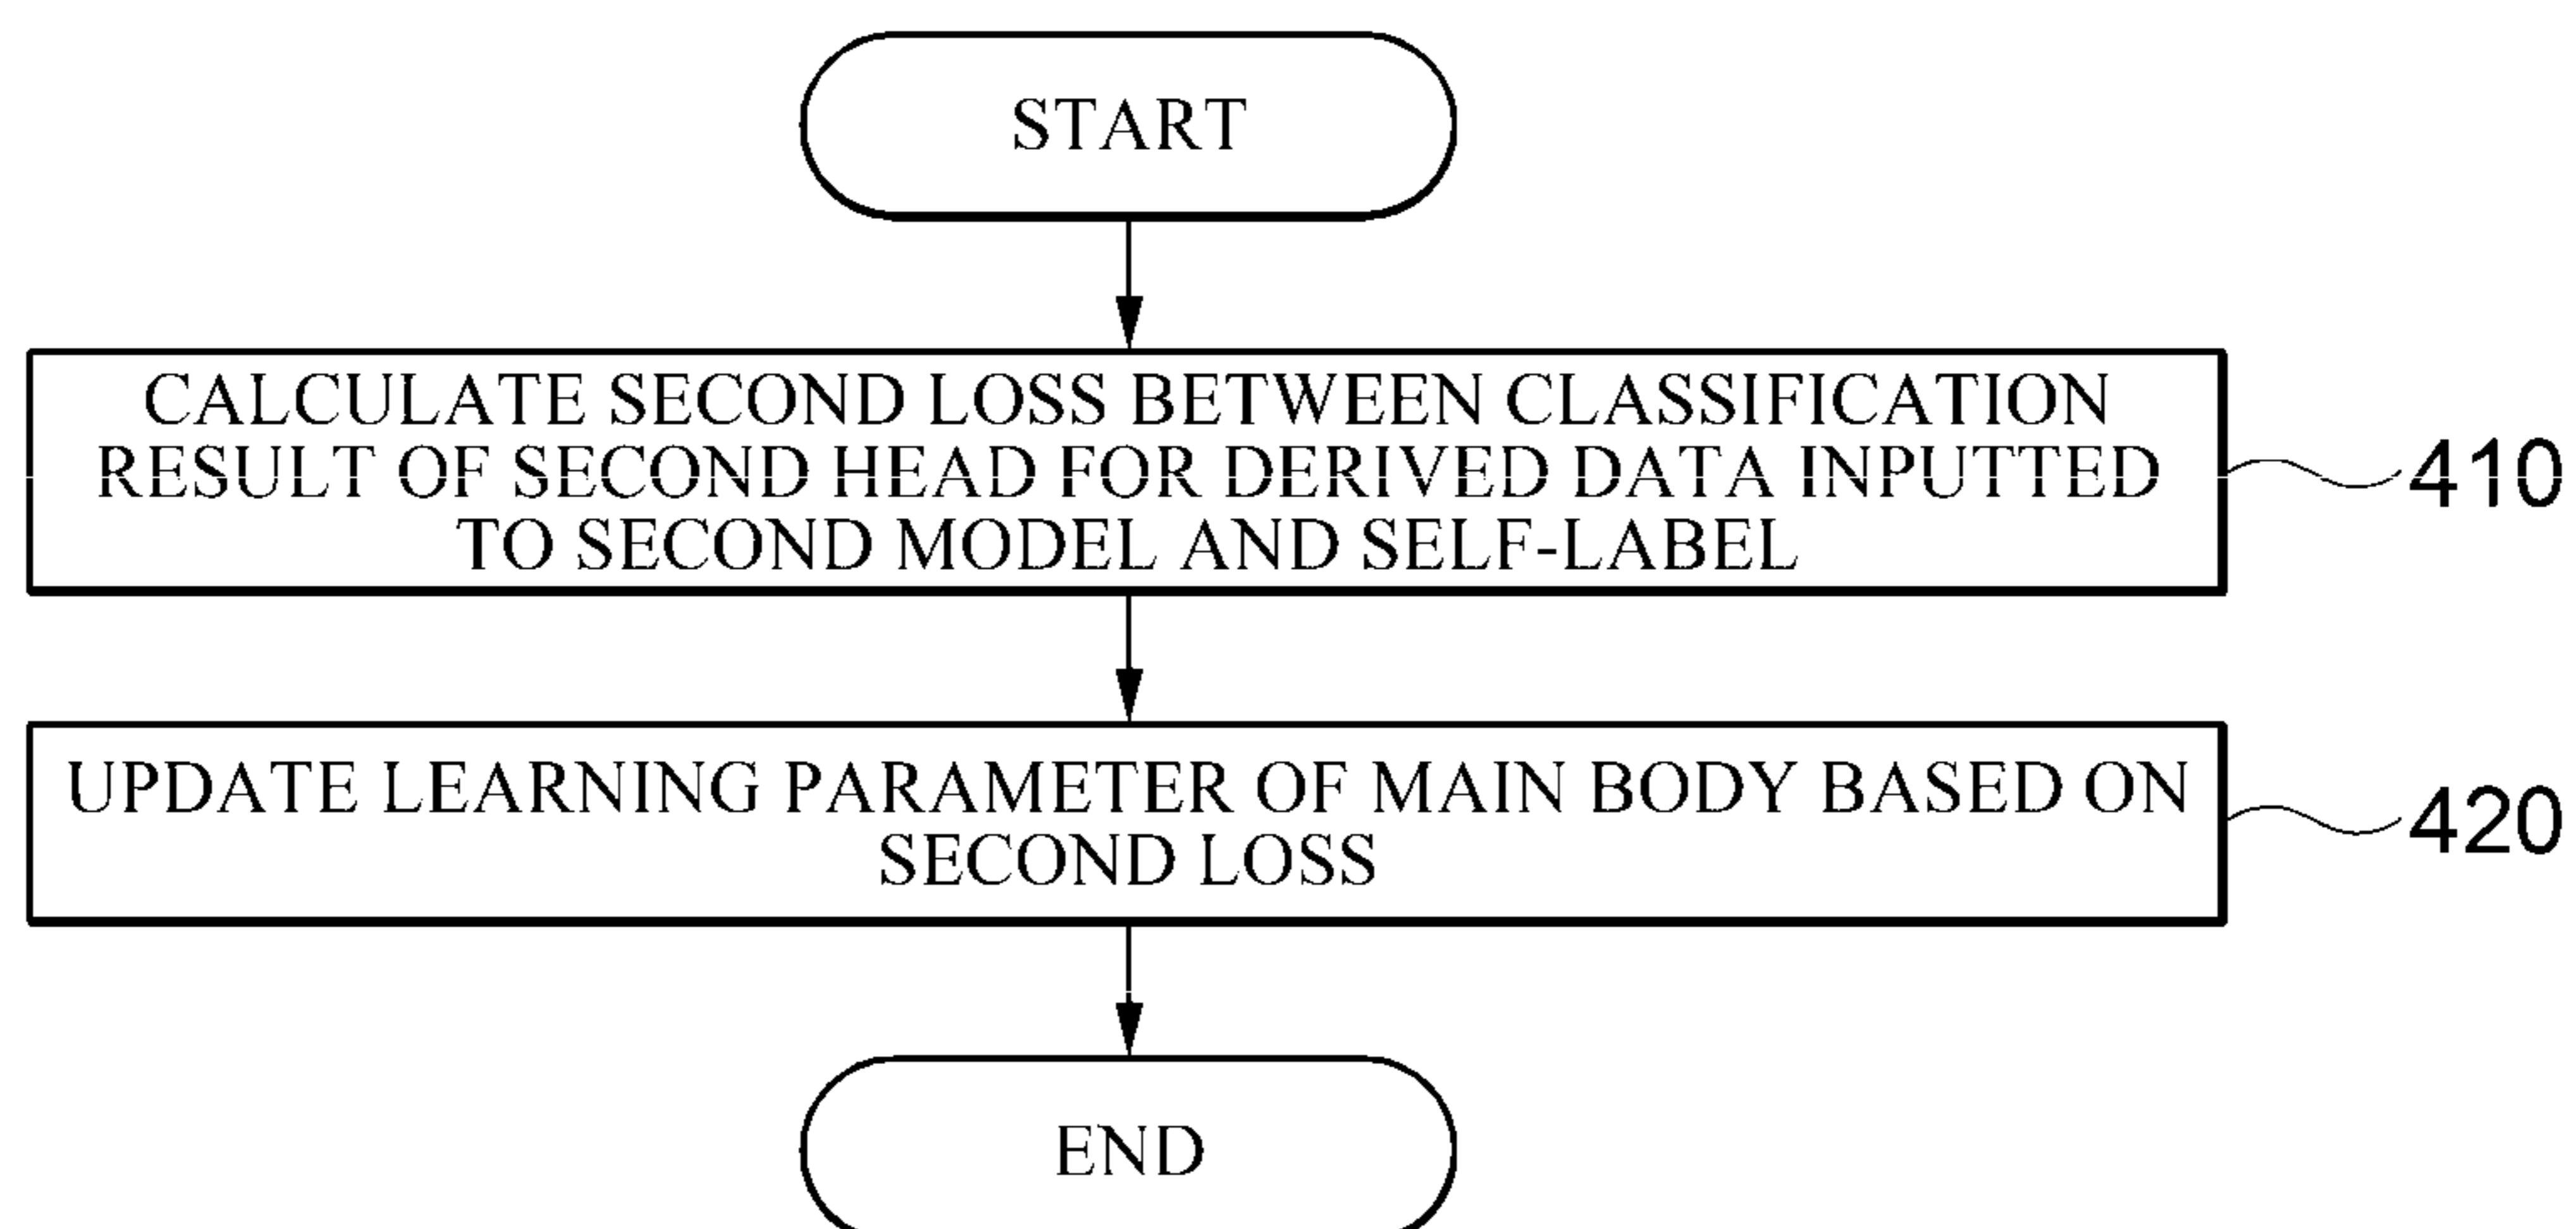 START
CALCULATE SECOND LOSS BETWEEN CLASSIFICATION
RESULT OF SECOND HEAD FOR DERIVED DATA INPUTTED
TO SECOND MODEL AND SELF-LABEL
410
UPDATE LEARNING PARAMETER OF MAIN BODY BASED ON
SECOND LOSS
420
END